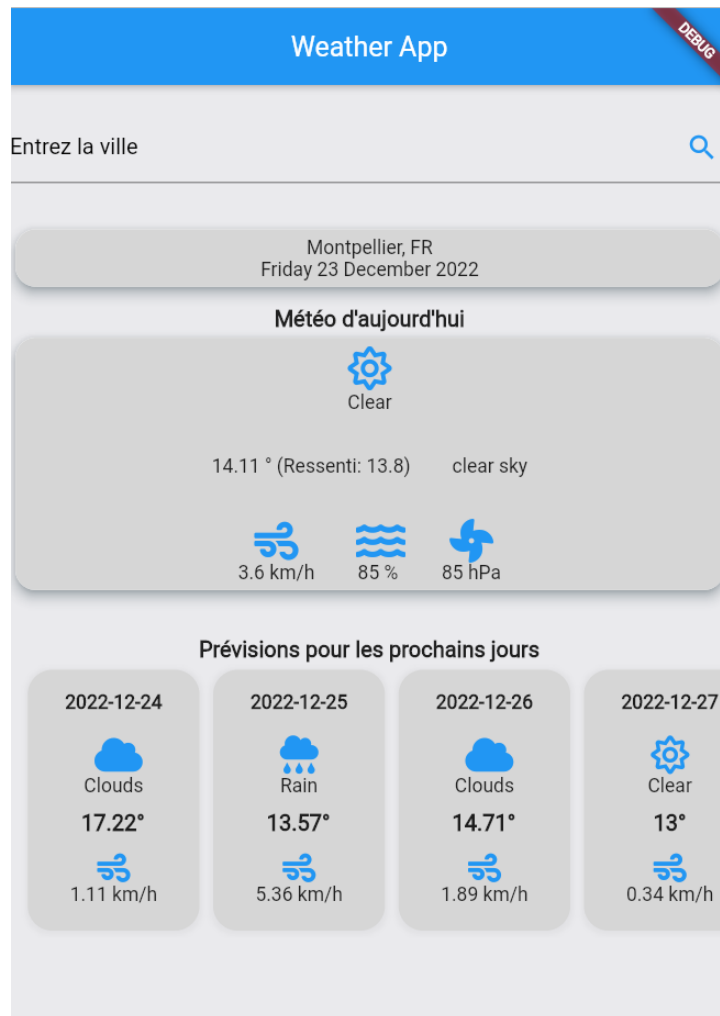 Weather App
DEBUG
Entrez la ville
Montpellier, FR
Friday 23 December 2022
Météo d'aujourd'hui
Clear
14.11 ° (Ressenti: 13.8) clear sky
3.6 km/h 85 % 85 hPa
Prévisions pour les prochains jours
2022-12-24 2022-12-25 2022-12-26 2022-12-27
Clouds Rain Clouds Clear
17.22° 13.57° 14.71° 13°
1.11 km/h 5.36 km/h 1.89 km/h 0.34 km/h